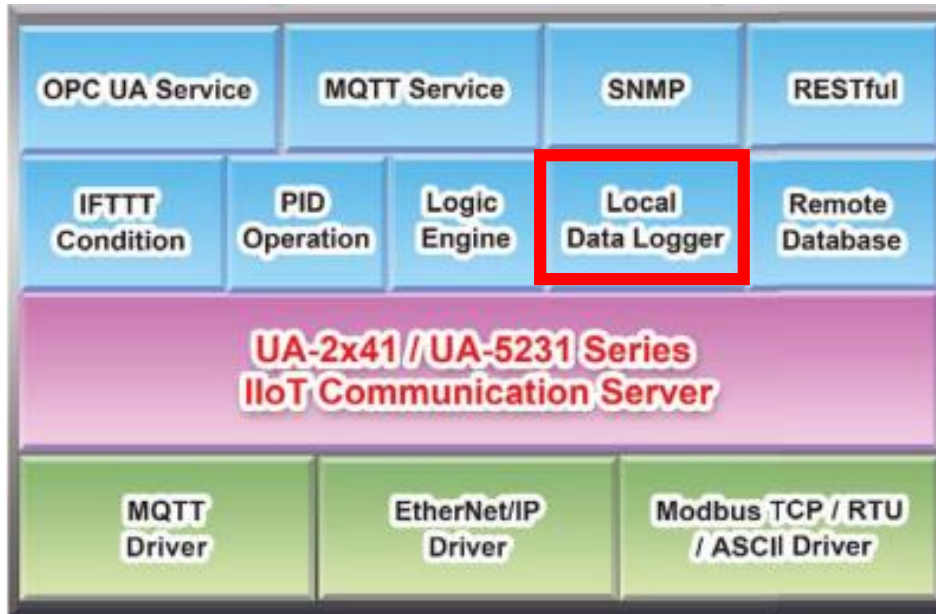 OPC UA Service
MQTT Service
SNMP
RESTful
IFTTT
Condition
PID
Operation
Logic
Engine
Local
Data Logger
Remote
Database
UA-2x41 / UA-5231 Series
IIoT Communication Server
MQTT
Driver
EtherNet/IP
Driver
Modbus TCP / RTU
/ ASCII Driver